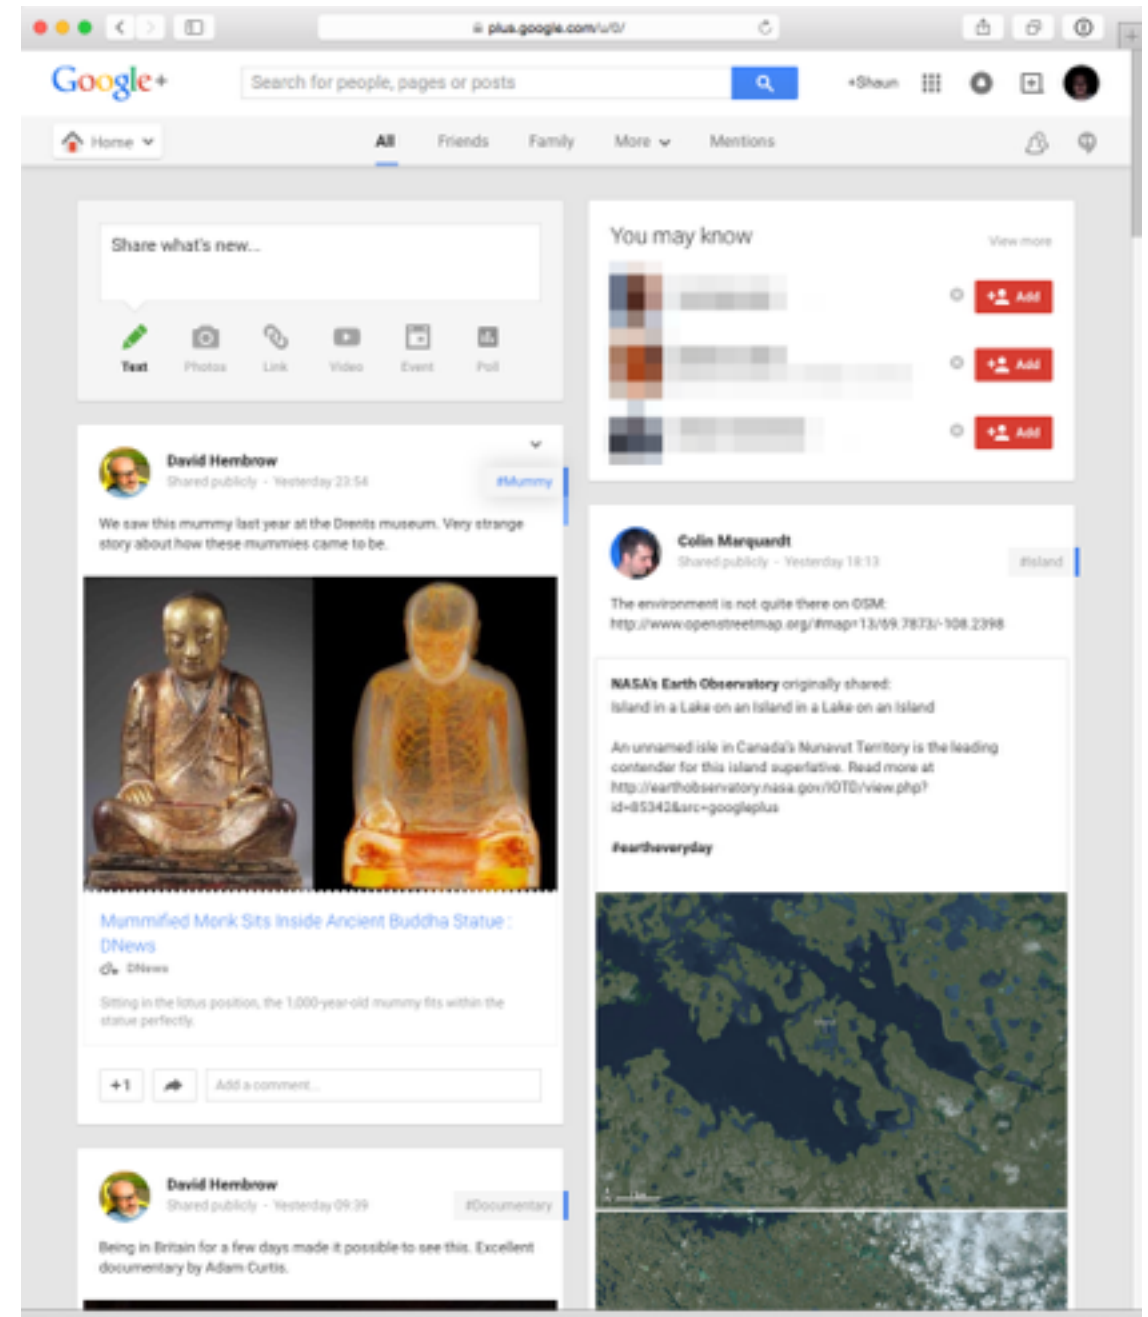 plus.google.com/u/0/
Google+
Search for people, pages or posts
+Shaun
Home
All
Friends
Family
More
Mentions
Share what's new...
Text
Photos
Link
Video
Event
Poll
David Hembrow
Shared publicly - Yesterday 23:54
#Mummy
We saw this mummy last year at the Drents museum. Very strange
story about how these mummies came to be.
Mummified Monk Sits Inside Ancient Buddha Statue :
DNews
DNews
Sitting in the lotus position, the 1,000-year-old mummy fits within the
statue perfectly.
+1
Add a comment...
David Hembrow
Shared publicly - Yesterday 09:39
#Documentary
Being in Britain for a few days made it possible to see this. Excellent
documentary by Adam Curtis.
You may know
View more
Add
Add
Add
Colin Marquardt
Shared publicly - Yesterday 18:13
#Island
The environment is not quite there on OSM:
http://www.openstreetmap.org/#map=13/69.7873/-108.2398
NASA's Earth Observatory originally shared:
Island in a Lake on an Island in a Lake on an Island
An unnamed isle in Canada's Nunavut Territory is the leading
contender for this island superlative. Read more at
http://earthobservatory.nasa.gov/IOTD/view.php?
id=85342&src=googleplus
#eartheveryday